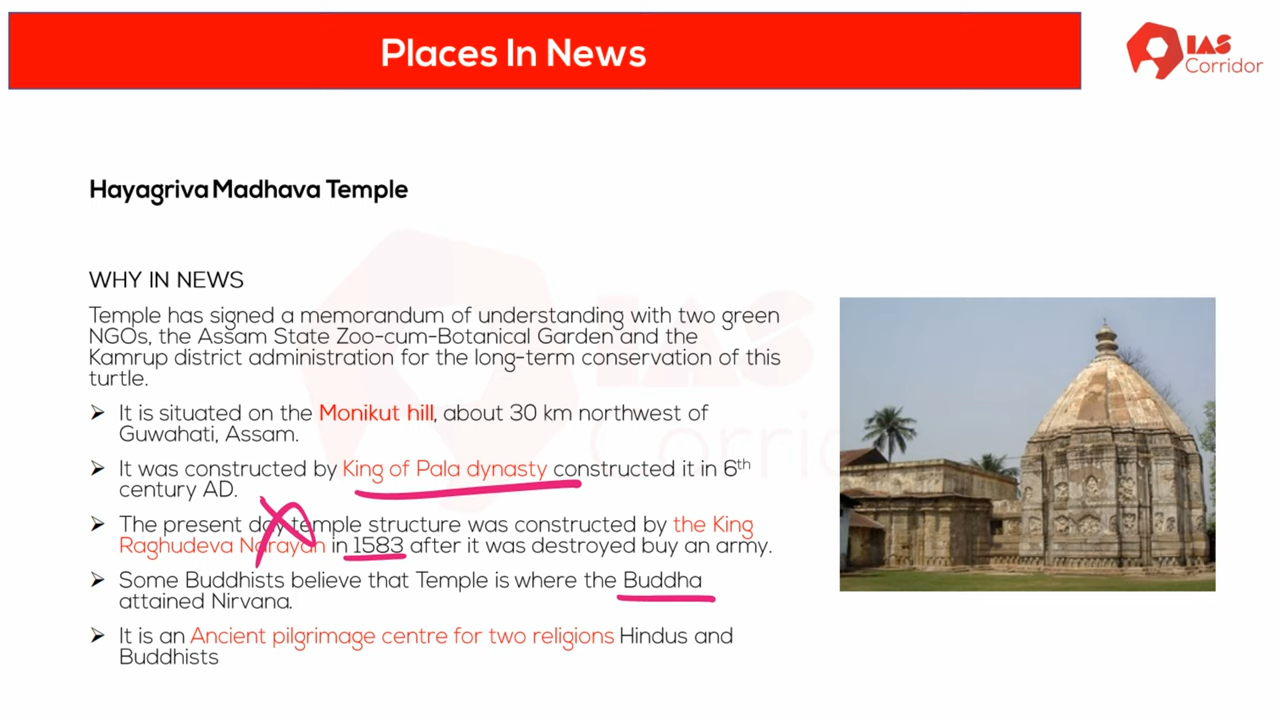 Places In News
IAS
Corridor
Hayagriva Madhava Temple
WHY IN NEWS
Temple has signed a memorandum of understanding with two green
NGOs, the Assam State Zoo-cum-Botanical Garden and the
Kamrup district administration for the long-term conservation of this
turtle.
➢ It is situated on the Monikut hill, about 30 km northwest of
Guwahati, Assam.
➢ It was constructed by King of Pala dynasty constructed it in 6th
century AD.
➢ The present day temple structure was constructed by the King
Raghudeva Narayan in 1583 after it was destroyed buy an army.
➢ Some Buddhists believe that Temple is where the Buddha
attained Nirvana.
➢ It is an Ancient pilgrimage centre for two religions Hindus and
Buddhists
IAS
Corridor